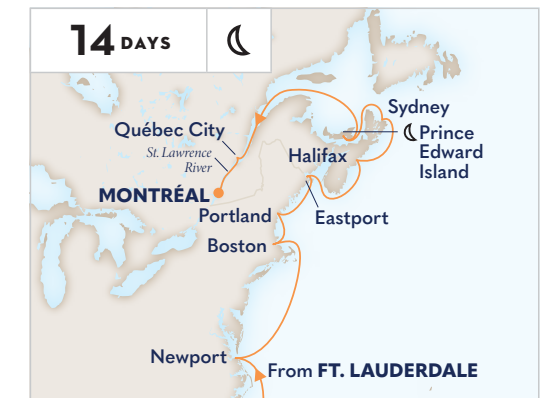 14 DAYS
Québec City
St. Lawrence
River
MONTRÉAL
Sydney
Prince
Edward
Island
Halifax
Portland
Eastport
Boston
Newport
From FT. LAUDERDALE